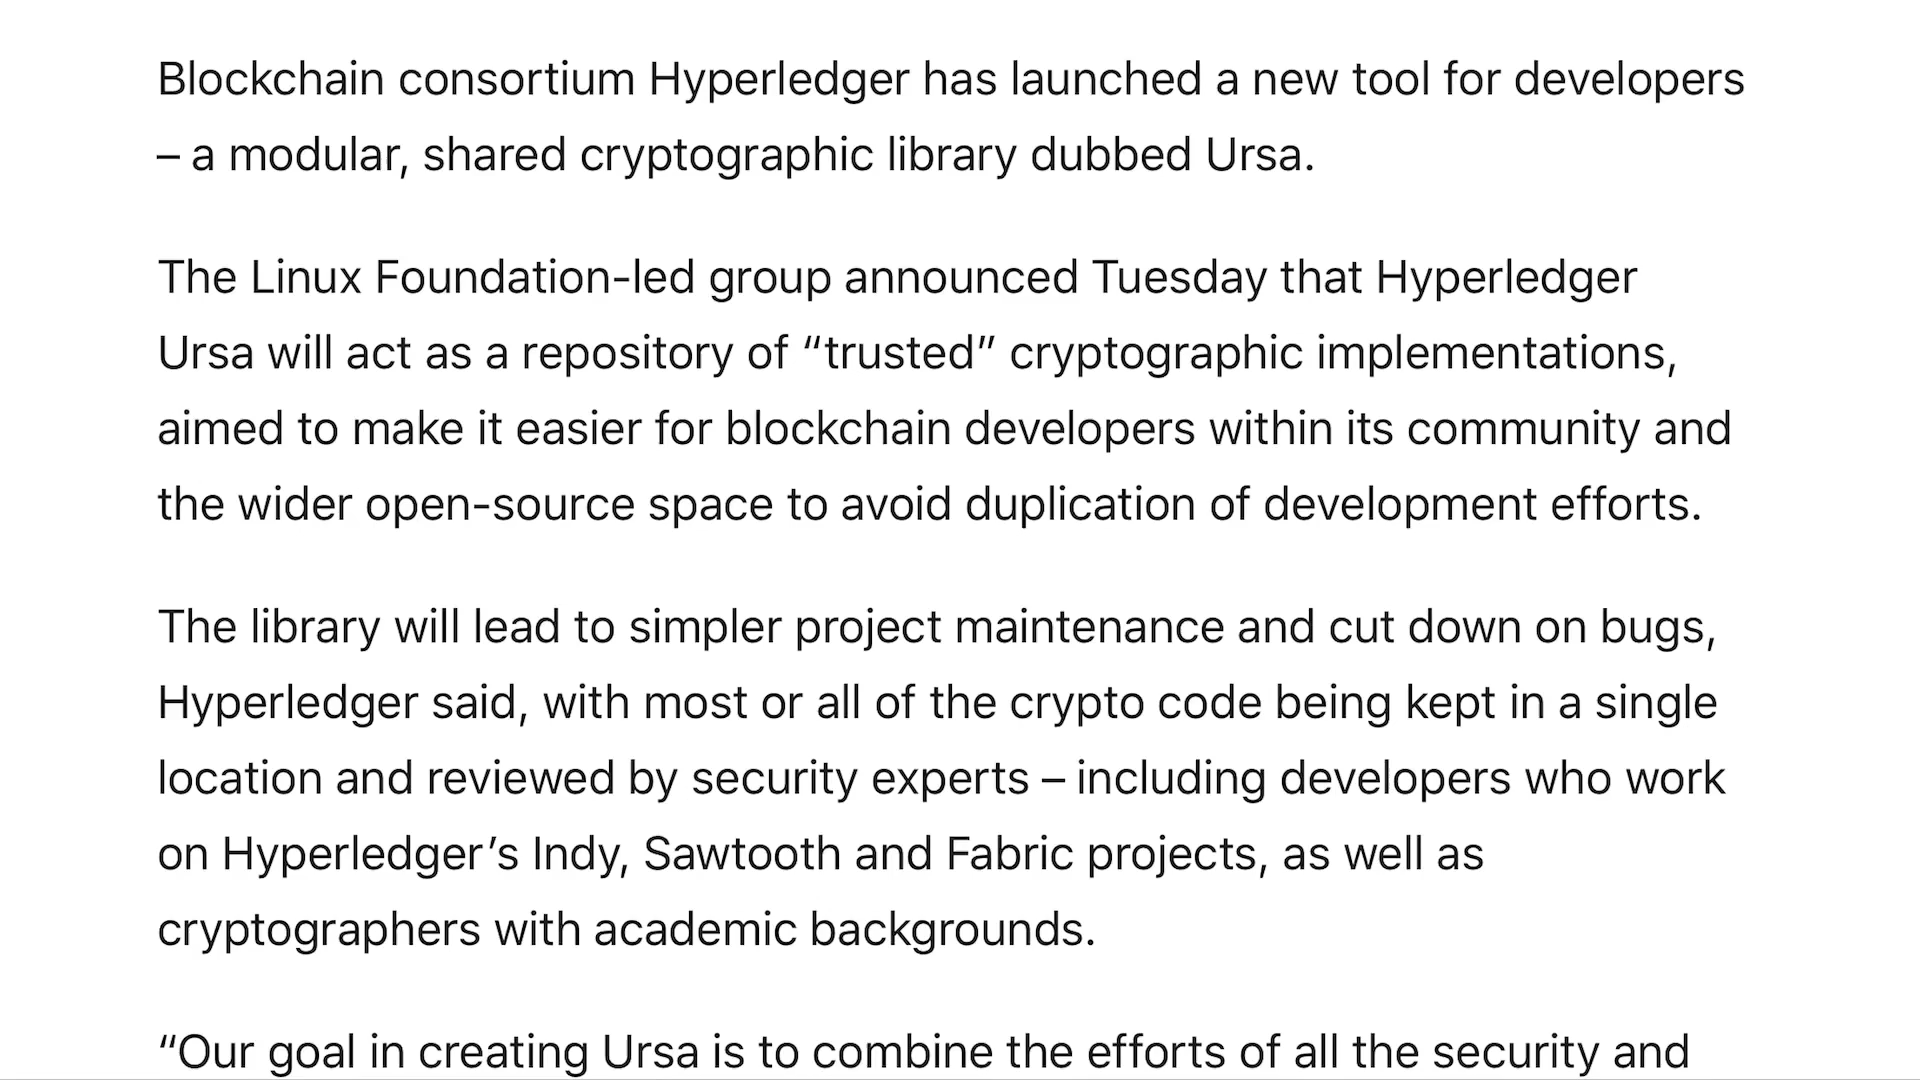 Blockchain consortium Hyperledger has launched a new tool for developers
– a modular, shared cryptographic library dubbed Ursa.
The Linux Foundation-led group announced Tuesday that Hyperledger
Ursa will act as a repository of “trusted” cryptographic implementations,
aimed to make it easier for blockchain developers within its community and
the wider open-source space to avoid duplication of development efforts.
The library will lead to simpler project maintenance and cut down on bugs,
Hyperledger said, with most or all of the crypto code being kept in a single
location and reviewed by security experts – including developers who work
on Hyperledger’s Indy, Sawtooth and Fabric projects, as well as
cryptographers with academic backgrounds.
“Our goal in creating Ursa is to combine the efforts of all the security and